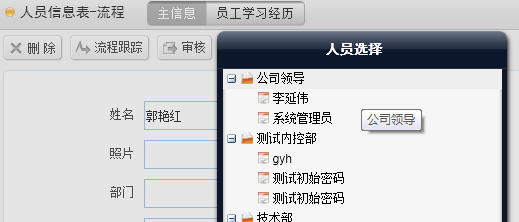 人员信息表-流程 主信息 员工学习经历
删 除 流程跟踪 审核
人员选择
公司领导
李延伟
系统管理员
公司领导
测试内控部
gyh
测试初始密码
测试初始密码
技术部
姓名 郭艳红
照片
部门